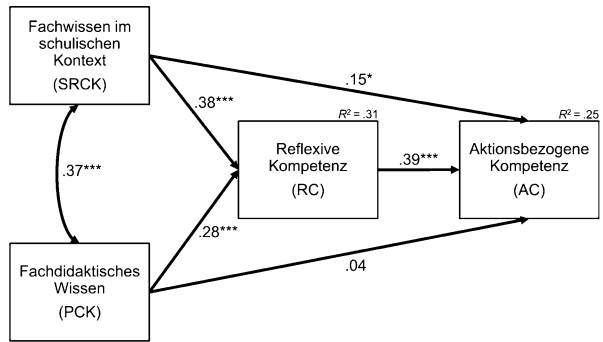 Fachwissen im
schulischen
Kontext
(SRCK)
.15*
.38***
R² = .31
R² = .25
Reflexive
Kompetenz
(RC)
.39***
Aktionsbezogene
Kompetenz
(AC)
.37***
.28***
.04
Fachdidaktisches
Wissen
(PCK)